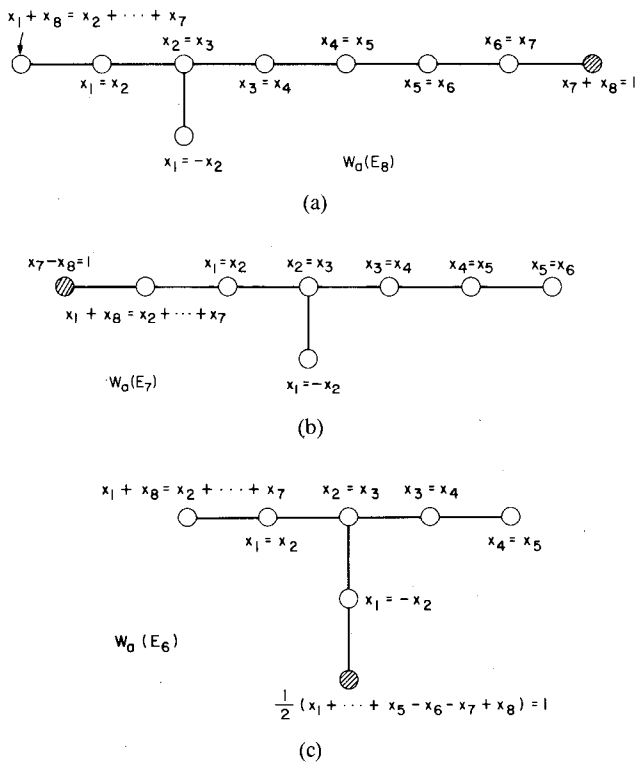 x₁ + x₈ = x₂ + ··· + x₇
x₂ = x₃
x₄ = x₅
x₆ = x₇
x₁ = x₂
x₃ = x₄
x₅ = x₆
x₇ + x₈ = 1
x₁ = -x₂
Wₐ(E₈)
(a)
x₇ - x₈ = 1
x₁ = x₂
x₂ = x₃
x₃ = x₄
x₄ = x₅
x₅ = x₆
x₁ + x₈ = x₂ + ··· + x₇
Wₐ(E₇)
x₁ = -x₂
(b)
x₁ + x₈ = x₂ + ··· + x₇
x₂ = x₃
x₃ = x₄
x₁ = x₂
x₄ = x₅
x₁ = -x₂
Wₐ(E₆)
1/2 (x₁ + ··· + x₅ - x₆ - x₇ + x₈) = 1
(c)